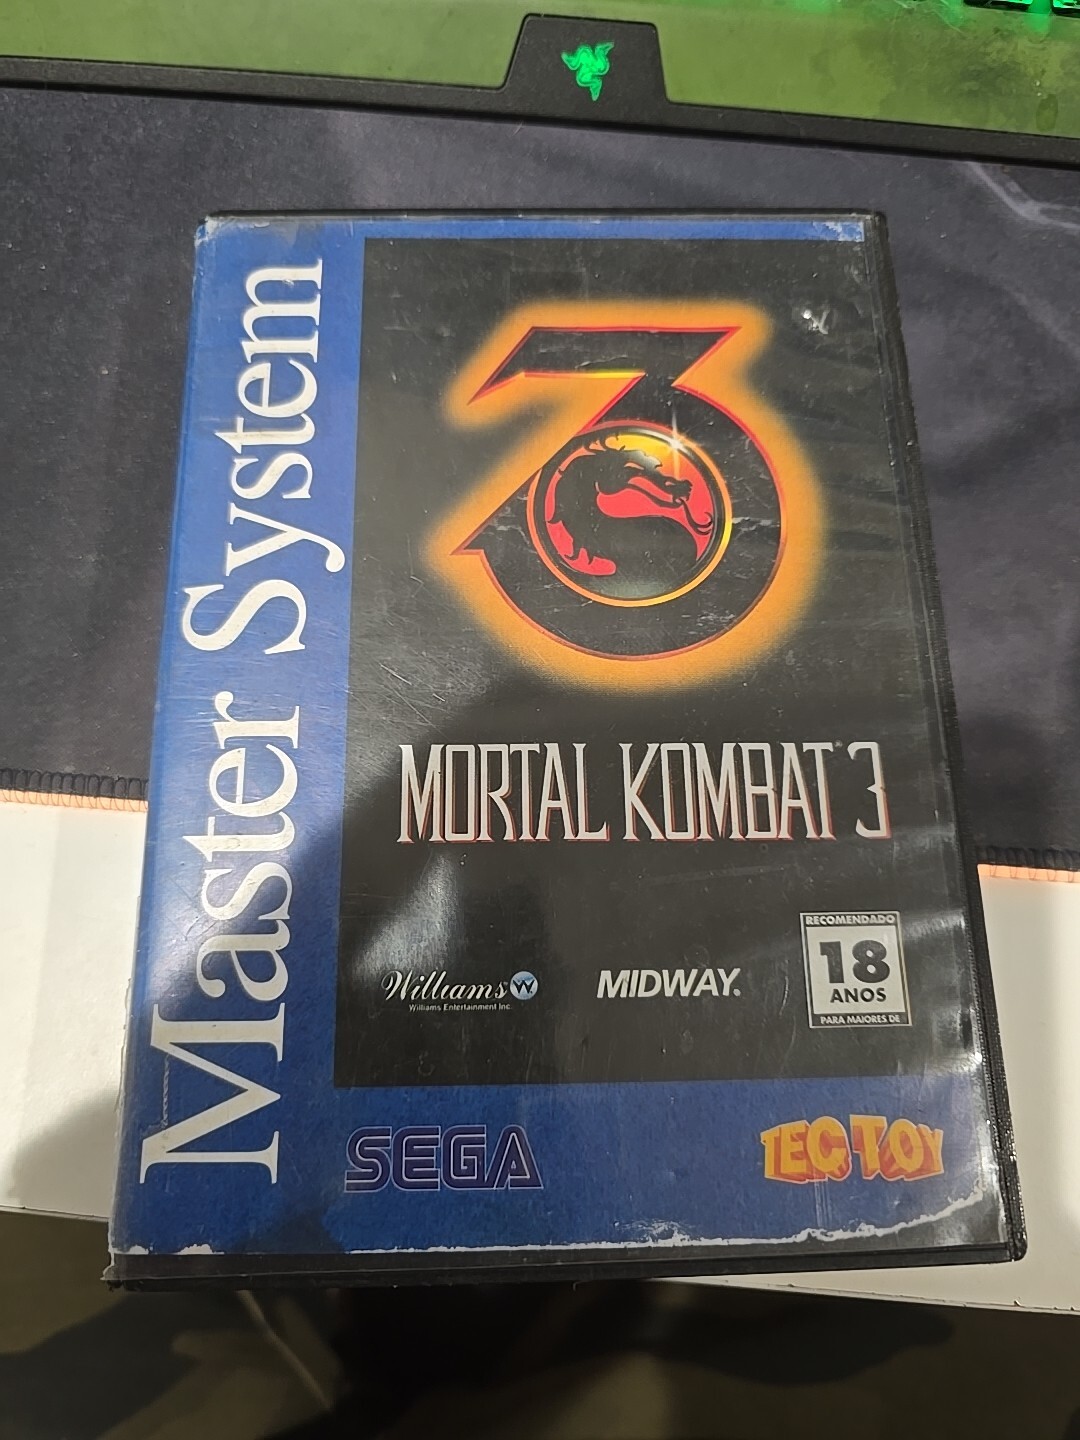 Master System
3
MORTAL KOMBAT® 3
Williams
Williams Entertainment Inc.
MIDWAY.
RECOMENDADO
18
ANOS
PARA MAIORES DE
SEGA
TEC TOY